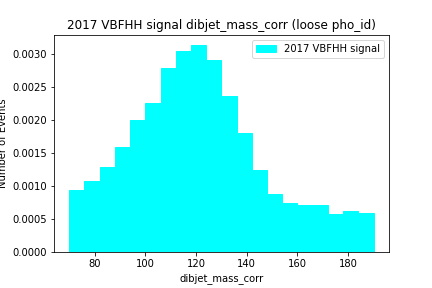 2017 VBFHH signal dibjet_mass_corr (loose pho_id)
2017 VBFHH signal
0.0030
0.0025
0.0020
0.0015
0.0010
0.0005
0.0000
Number of Events
80 100 120 140 160 180
dibjet_mass_corr